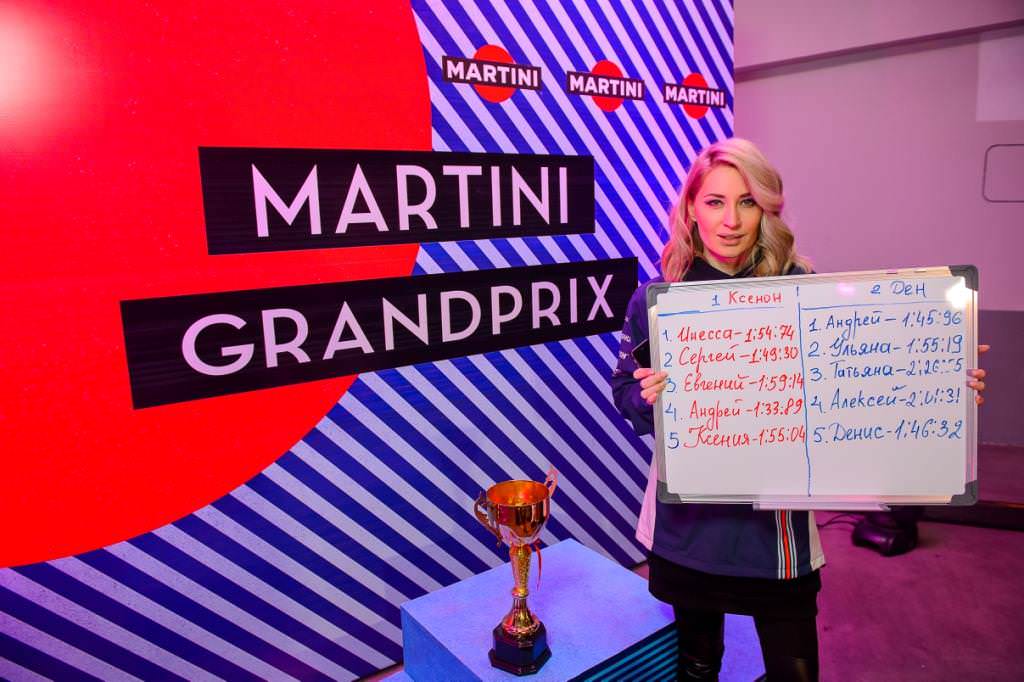 MARTINI
MARTINI
MARTINI
MARTINI
GRANDPRIX
1 Ксенон
1. Инесса-1:54:74
2 Сергей-1:49:30
3 Евгений-1:59:14
4. Андрей-1:33:89
5 Ксения-1:55:04
2. Ден
1. Андрей-1:45:96
2. Ульяна-1:55:19
3. Татьяна-
4. Алексей-2:01:31
5. Денис-1:46:32